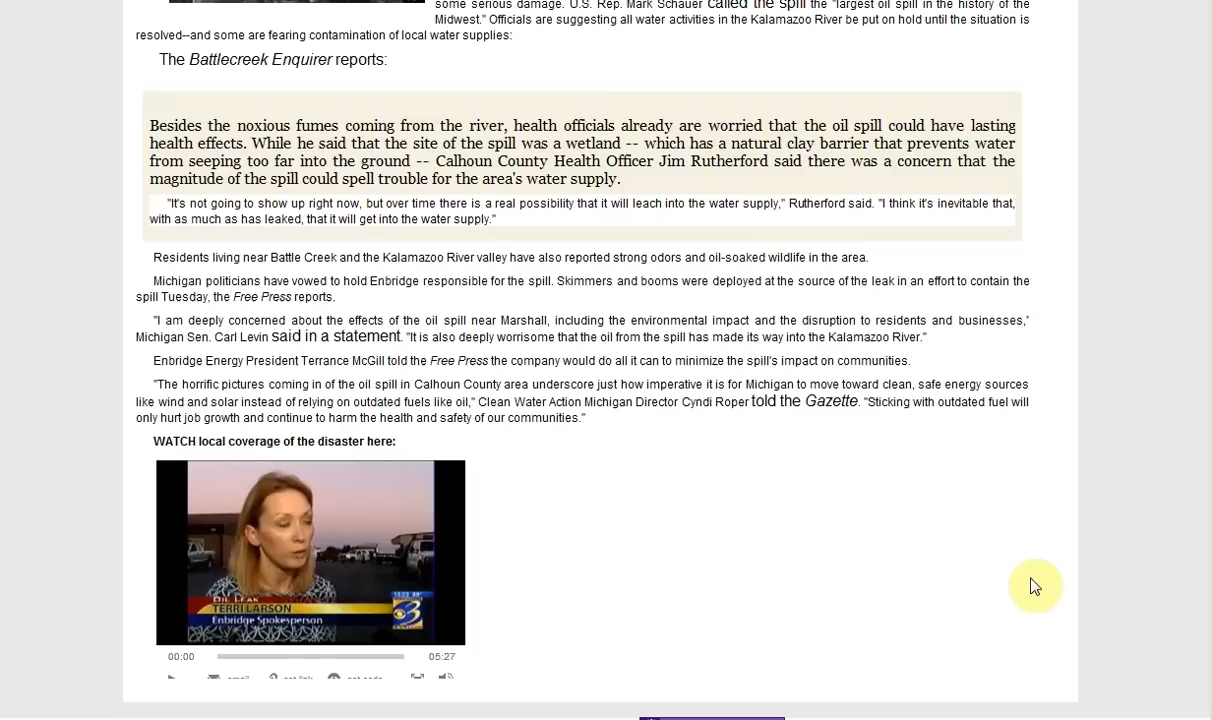 some serious damage. U.S. Rep. Mark Schauer called the spill the "largest oil spill in the history of the
Midwest." Officials are suggesting all water activities in the Kalamazoo River be put on hold until the situation is
resolved--and some are fearing contamination of local water supplies:
The Battlecreek Enquirer reports:
Besides the noxious fumes coming from the river, health officials already are worried that the oil spill could have lasting
health effects. While he said that the site of the spill was a wetland -- which has a natural clay barrier that prevents water
from seeping too far into the ground -- Calhoun County Health Officer Jim Rutherford said there was a concern that the
magnitude of the spill could spell trouble for the area's water supply.
"It's not going to show up right now, but over time there is a real possibility that it will leach into the water supply," Rutherford said. "I think it's inevitable that,
with as much as has leaked, that it will get into the water supply."
Residents living near Battle Creek and the Kalamazoo River valley have also reported strong odors and oil-soaked wildlife in the area.
Michigan politicians have vowed to hold Enbridge responsible for the spill. Skimmers and booms were deployed at the source of the leak in an effort to contain the
spill Tuesday, the Free Press reports.
"I am deeply concerned about the effects of the oil spill near Marshall, including the environmental impact and the disruption to residents and businesses,"
Michigan Sen. Carl Levin said in a statement. "It is also deeply worrisome that the oil from the spill has made its way into the Kalamazoo River."
Enbridge Energy President Terrance McGill told the Free Press the company would do all it can to minimize the spill's impact on communities.
"The horrific pictures coming in of the oil spill in Calhoun County area underscore just how imperative it is for Michigan to move toward clean, safe energy sources
like wind and solar instead of relying on outdated fuels like oil," Clean Water Action Michigan Director Cyndi Roper told the Gazette. "Sticking with outdated fuel will
only hurt job growth and continue to harm the health and safety of our communities."
WATCH local coverage of the disaster here:
OIL LEAK
TERRI LARSON
Enbridge Spokesperson
3
00:00 05:27
email get link get code